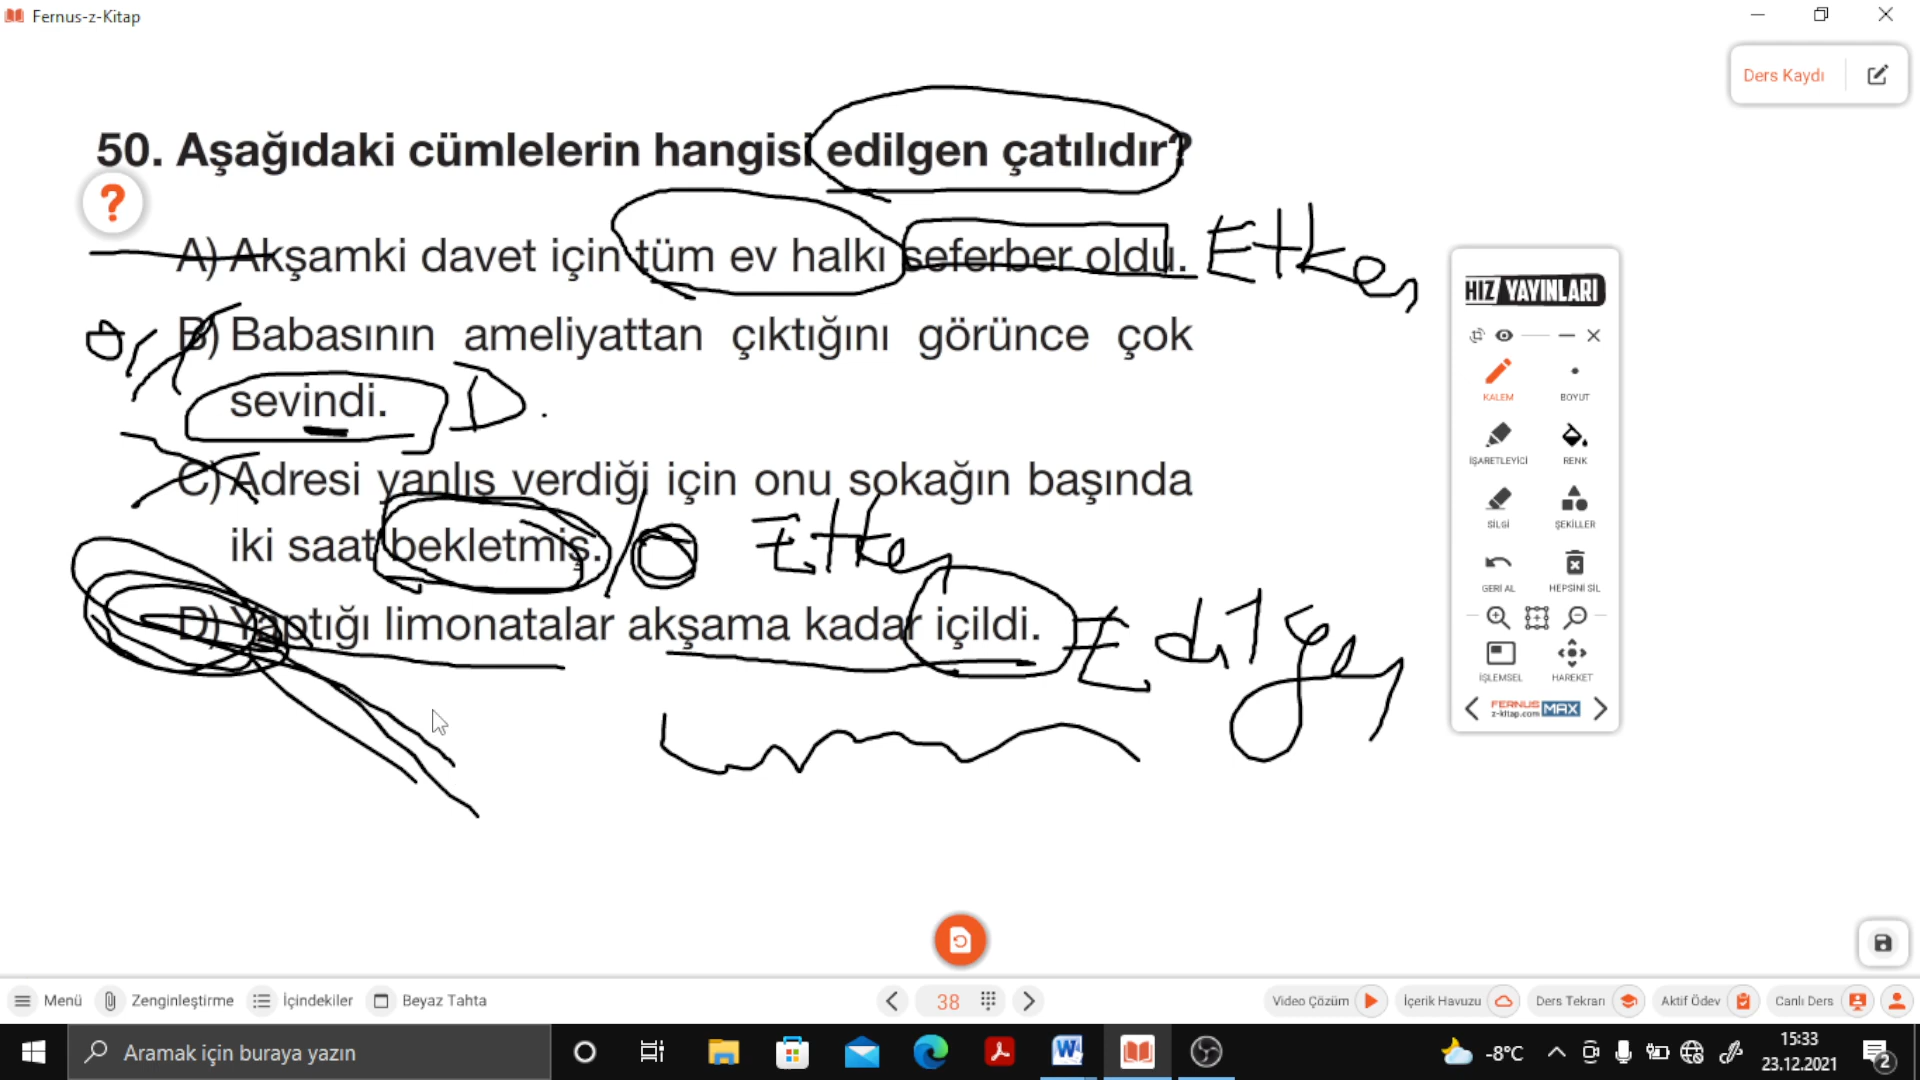 Fernus-z-Kitap
Ders Kaydı
50. Aşağıdaki cümlelerin hangisi edilgen çatılıdır?
?
A) Akşamki davet için tüm ev halkı seferber oldu. Etken
B) Babasının ameliyattan çıktığını görünce çok
sevindi. D.
C) Adresi yanlış verdiği için onu sokağın başında
iki saat bekletmiş. / O Etken
D) Yaptığı limonatalar akşama kadar içildi. Edilgen
HIZ YAYINLARI
KALEM BOYUT
İŞARETLEYİCİ RENK
SİLGİ ŞEKİLLER
GERİ AL HEPSİNİ SİL
İŞLEMSEL HAREKET
FERNUS
z-kitap.com MAX
Menü Zenginleştirme İçindekiler Beyaz Tahta 38 Video Çözüm İçerik Havuzu Ders Tekrarı Aktif Ödev Canlı Ders
Aramak için buraya yazın -8°C 15:33
23.12.2021 2